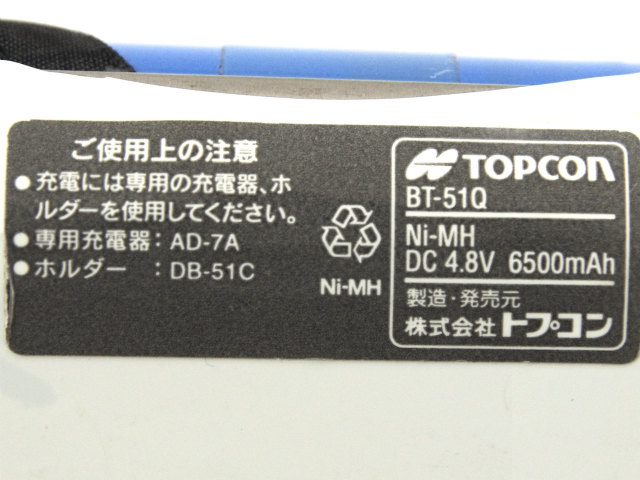 ご使用上の注意
●充電には専用の充電器、ホ
ルダーを使用してください。
●専用充電器：AD-7A
●ホルダー ：DB-51C
Ni-MH
TOPCON
BT-51Q
Ni-MH
DC 4.8V 6500mAh
製造・発売元
株式会社 トプコン